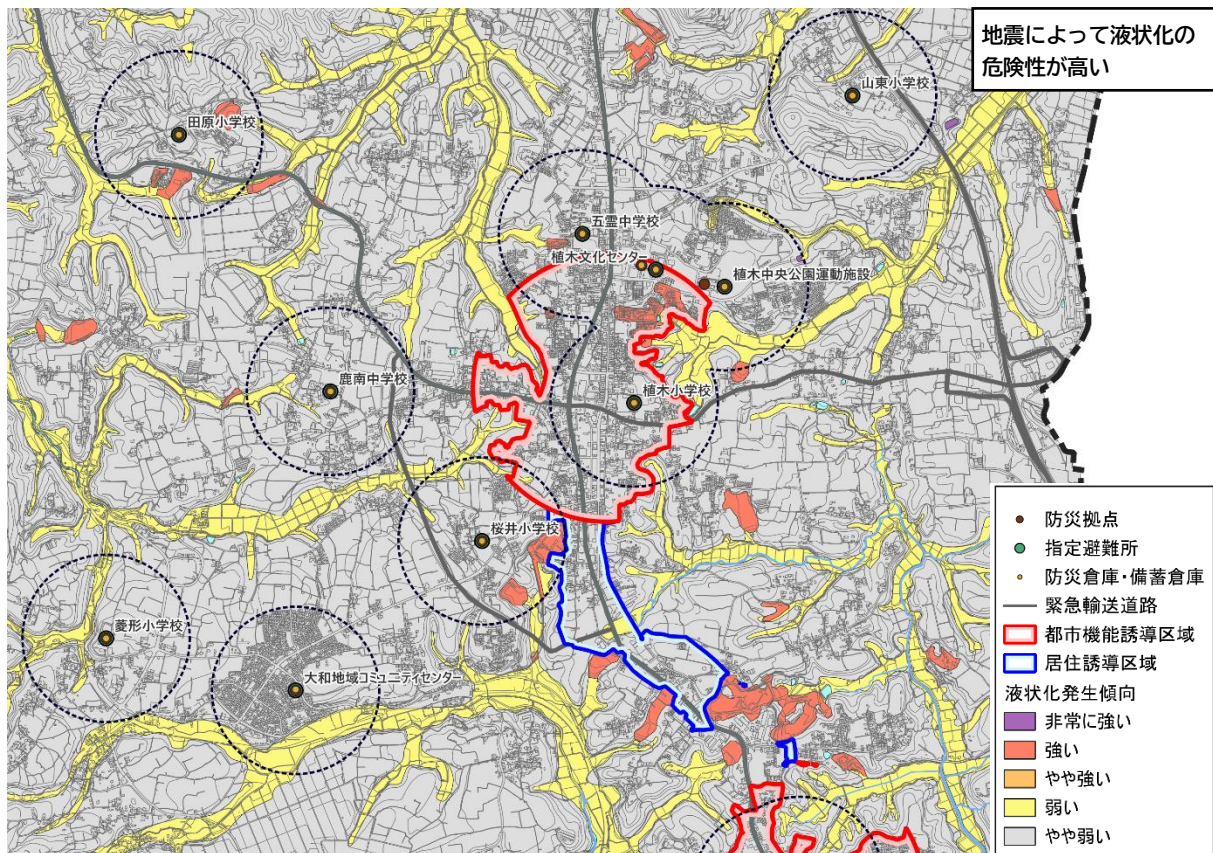 地震によって液状化の
危険性が高い
山東小学校
田原小学校
五霊中学校
植木文化センター
植木中央公園運動施設
鹿南中学校
植木小学校
桜井小学校
菱形小学校
大和地域コミュニティセンター
防災拠点
指定避難所
防災倉庫・備蓄倉庫
緊急輸送道路
都市機能誘導区域
居住誘導区域
液状化発生傾向
非常に強い
強い
やや強い
弱い
やや弱い